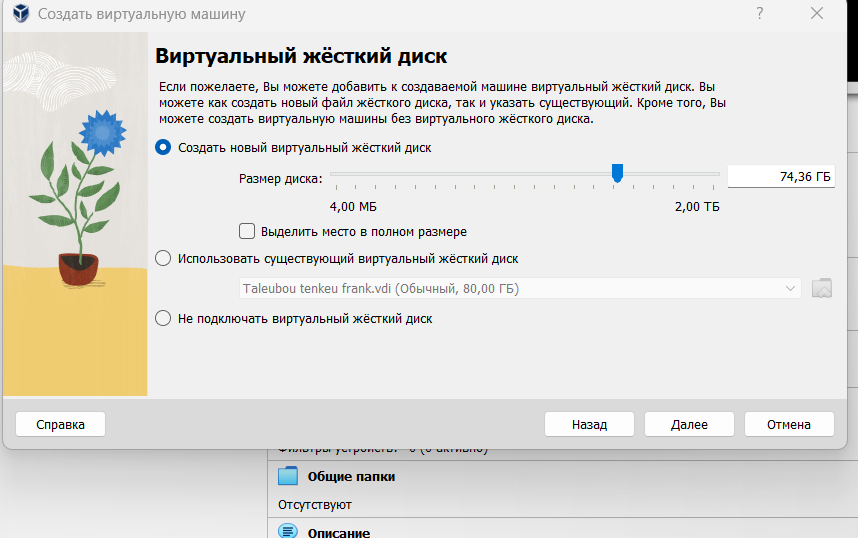 Создать виртуальную машину
?
Виртуальный жёсткий диск
Если пожелаете, Вы можете добавить к создаваемой машине виртуальный жёсткий диск. Вы
можете как создать новый файл жёсткого диска, так и указать существующий. Кроме того, Вы
можете создать виртуальную машины без виртуального жёсткого диска.
Создать новый виртуальный жёсткий диск
Размер диска:
74,36 ГБ
4,00 МБ
2,00 ТБ
Выделить место в полном размере
Использовать существующий виртуальный жёсткий диск
Taleubou tenkeu frank.vdi (Обычный, 80,00 ГБ)
Не подключать виртуальный жёсткий диск
Справка
Назад
Далее
Отмена
Фильтры устройств: 0 (0 активно)
Общие папки
Отсутствуют
Описание